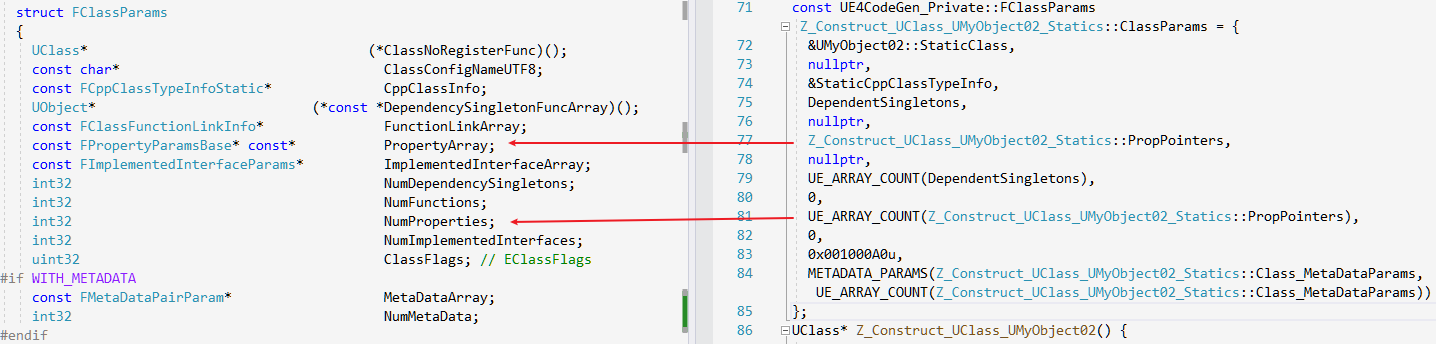 struct FClassParams
{
UClass* (*ClassNoRegisterFunc)();
const char* ClassConfigNameUTF8;
const FCppClassTypeInfoStatic* CppClassInfo;
UObject* (*const *DependencySingletonFuncArray)();
const FClassFunctionLinkInfo* FunctionLinkArray;
const FPropertyParamsBase* const* PropertyArray;
const FImplementedInterfaceParams* ImplementedInterfaceArray;
int32 NumDependencySingletons;
int32 NumFunctions;
int32 NumProperties;
int32 NumImplementedInterfaces;
uint32 ClassFlags; // EClassFlags
#if WITH_METADATA
const FMetaDataPairParam* MetaDataArray;
int32 NumMetaData;
#endif
71 const UE4CodeGen_Private::FClassParams
Z_Construct_UClass_UMyObject02_Statics::ClassParams = {
72 &UMyObject02::StaticClass,
73 nullptr,
74 &StaticCppClassTypeInfo,
75 DependentSingletons,
76 nullptr,
77 Z_Construct_UClass_UMyObject02_Statics::PropPointers,
78 nullptr,
79 UE_ARRAY_COUNT(DependentSingletons),
80 0,
81 UE_ARRAY_COUNT(Z_Construct_UClass_UMyObject02_Statics::PropPointers),
82 0,
83 0x001000A0u,
84 METADATA_PARAMS(Z_Construct_UClass_UMyObject02_Statics::Class_MetaDataParams,
UE_ARRAY_COUNT(Z_Construct_UClass_UMyObject02_Statics::Class_MetaDataParams))
85 };
86 UClass* Z_Construct_UClass_UMyObject02() {